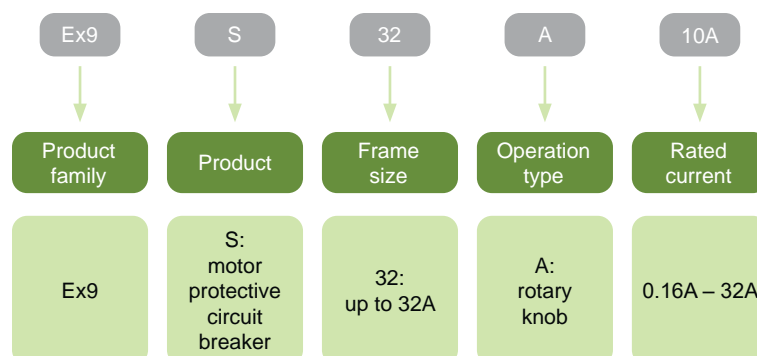 Ex9
S
32
A
10A
Product
family
Product
Frame
size
Operation
type
Rated
current
Ex9
S:
motor
protective
circuit
breaker
32:
up to 32A
A:
rotary
knob
0.16A – 32A